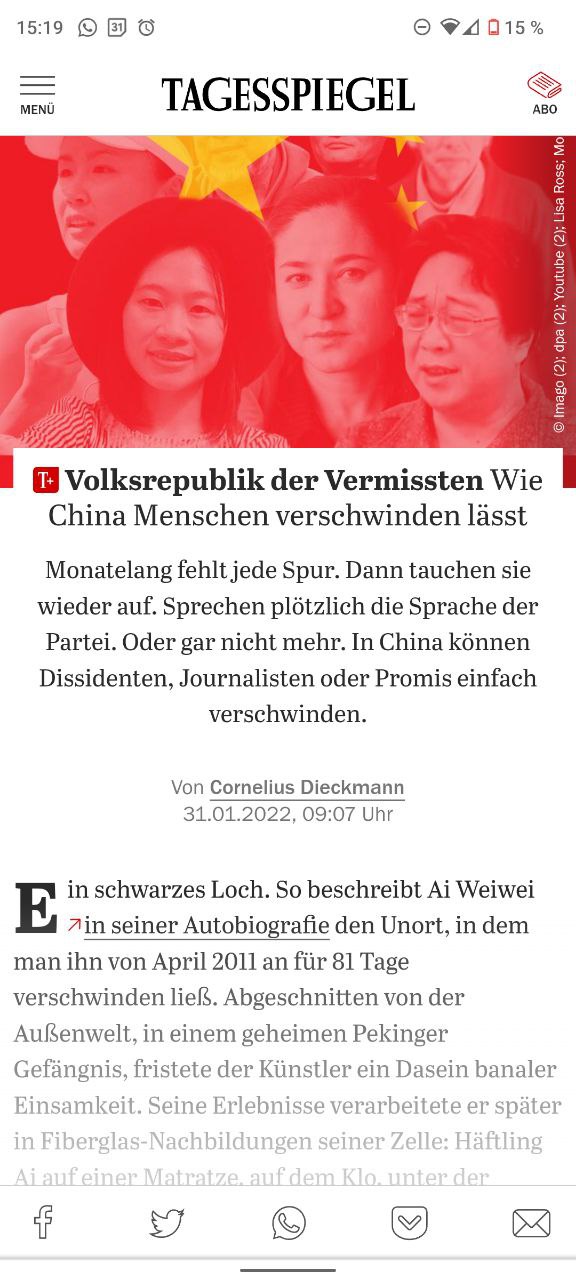 15:19
31
15 %
MENÜ
TAGESSPIEGEL
ABO
© Imago (2); dpa (2); Youtube (2); Lisa Ross; Mo
T+ Volksrepublik der Vermissten Wie
China Menschen verschwinden lässt
Monatelang fehlt jede Spur. Dann tauchen sie
wieder auf. Sprechen plötzlich die Sprache der
Partei. Oder gar nicht mehr. In China können
Dissidenten, Journalisten oder Promis einfach
verschwinden.
Von Cornelius Dieckmann
31.01.2022, 09:07 Uhr
Ein schwarzes Loch. So beschreibt Ai Weiwei
in seiner Autobiografie den Unort, in dem
man ihn von April 2011 an für 81 Tage
verschwinden ließ. Abgeschnitten von der
Außenwelt, in einem geheimen Pekinger
Gefängnis, fristete der Künstler ein Dasein banaler
Einsamkeit. Seine Erlebnisse verarbeitete er später
in Fiberglas-Nachbildungen seiner Zelle: Häftling
Ai auf einer Matratze, auf dem Klo, unter der